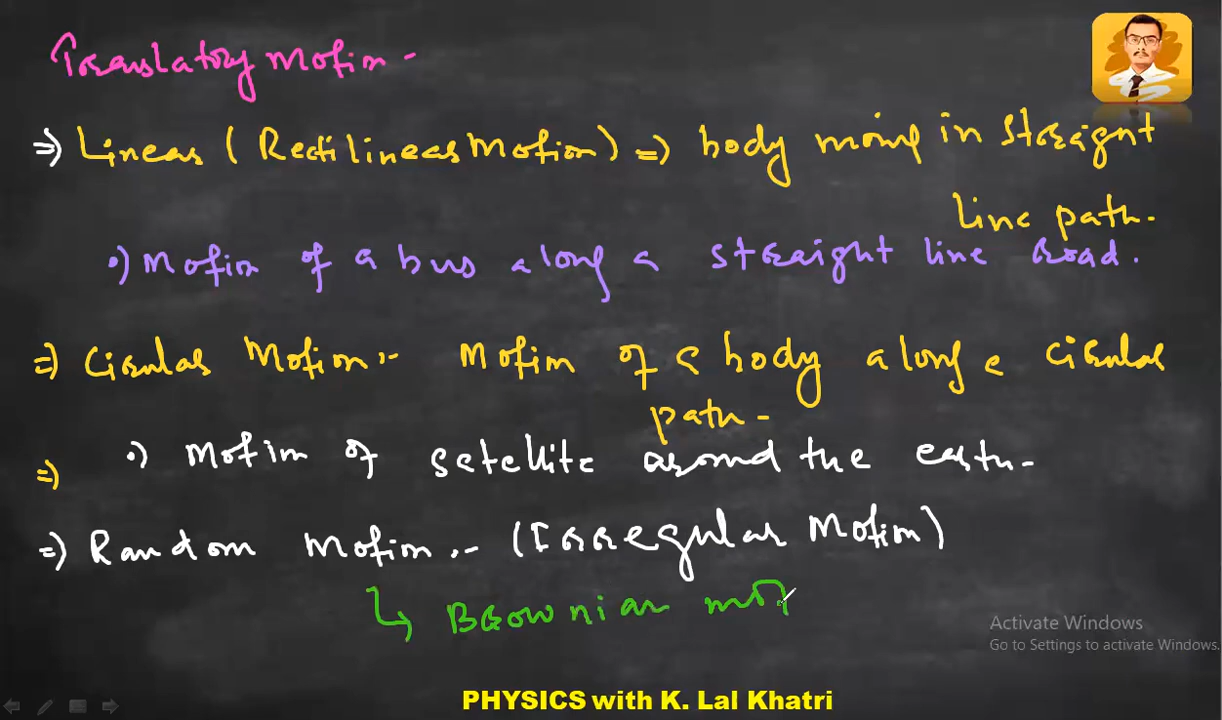 Translatory Motion -
=> Linear (Rectilinear Motion) => body moving in straight
line path.
.) Motion of a bus along a straight line road.
=> Circular Motion :- Motion of a body along a circular
path -
.) Motion of satellite around the earth -
=>
=> Random Motion :- (Irregular Motion)
↳ Brownian mot
Activate Windows
Go to Settings to activate Windows.
PHYSICS with K. Lal Khatri